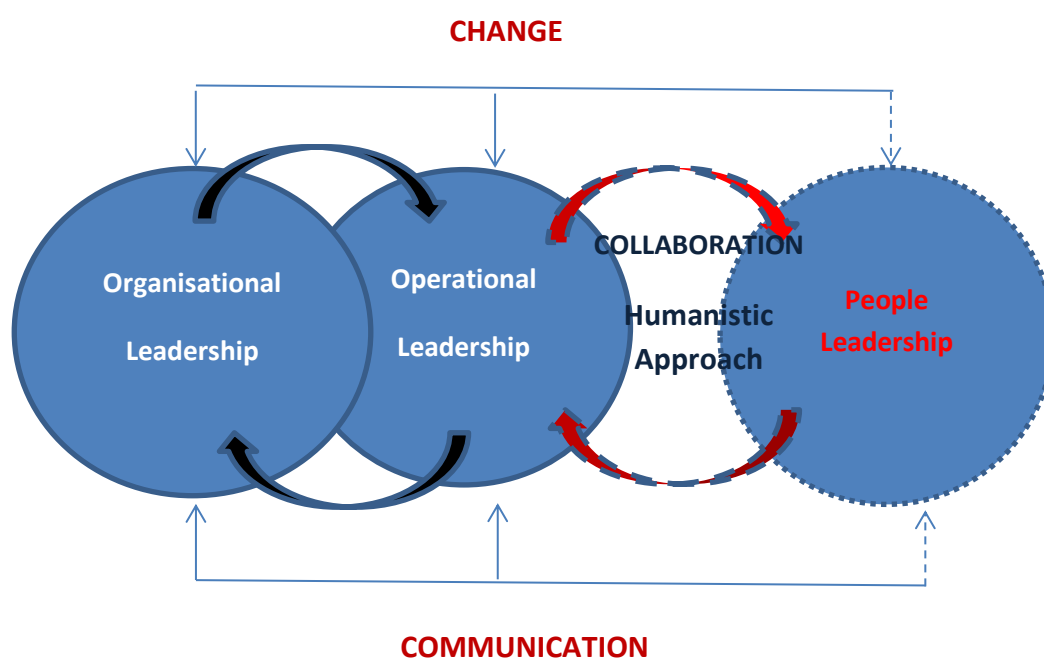 CHANGE
Organisational
Leadership
Operational
Leadership
COLLABORATION
Humanistic
Approach
People
Leadership
COMMUNICATION